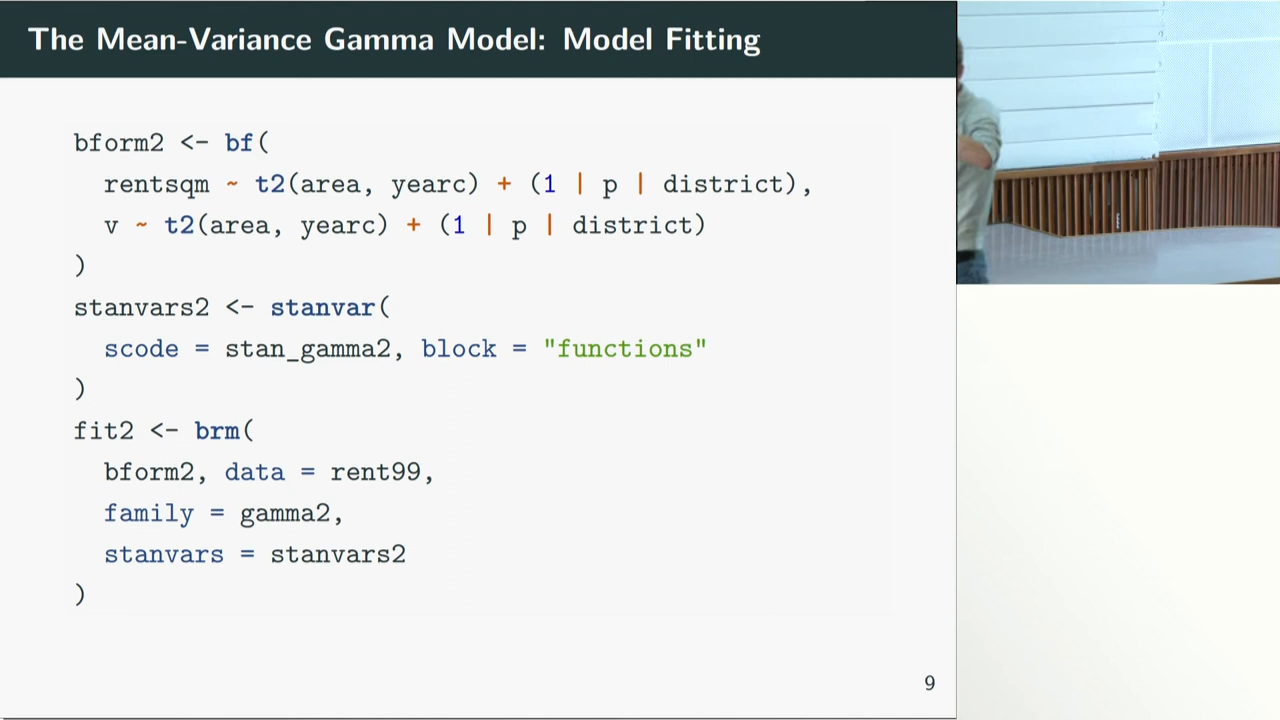 The Mean-Variance Gamma Model: Model Fitting
bform2 <- bf(
  rentsqm ~ t2(area, yearc) + (1 | p | district),
  v ~ t2(area, yearc) + (1 | p | district)
)
stanvars2 <- stanvar(
  scode = stan_gamma2, block = "functions"
)
fit2 <- brm(
  bform2, data = rent99,
  family = gamma2,
  stanvars = stanvars2
)
9